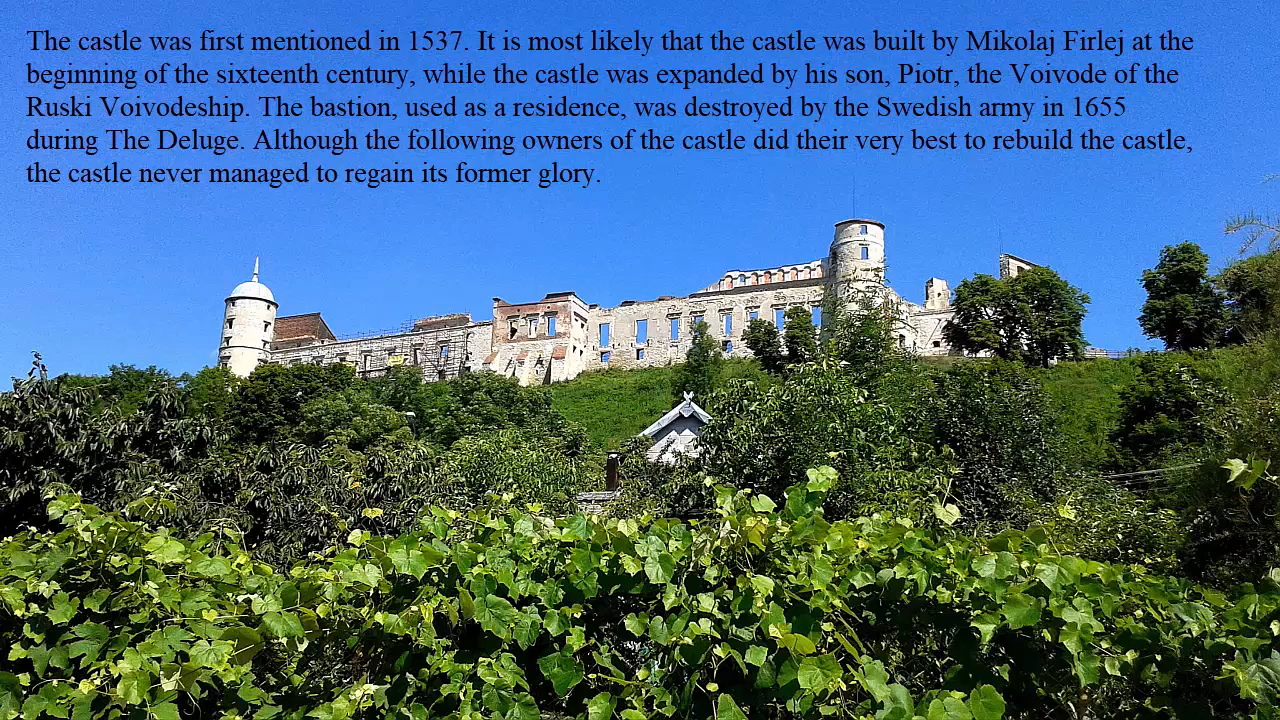 The castle was first mentioned in 1537. It is most likely that the castle was built by Mikolaj Firlej at the
beginning of the sixteenth century, while the castle was expanded by his son, Piotr, the Voivode of the
Ruski Voivodeship. The bastion, used as a residence, was destroyed by the Swedish army in 1655
during The Deluge. Although the following owners of the castle did their very best to rebuild the castle,
the castle never managed to regain its former glory.